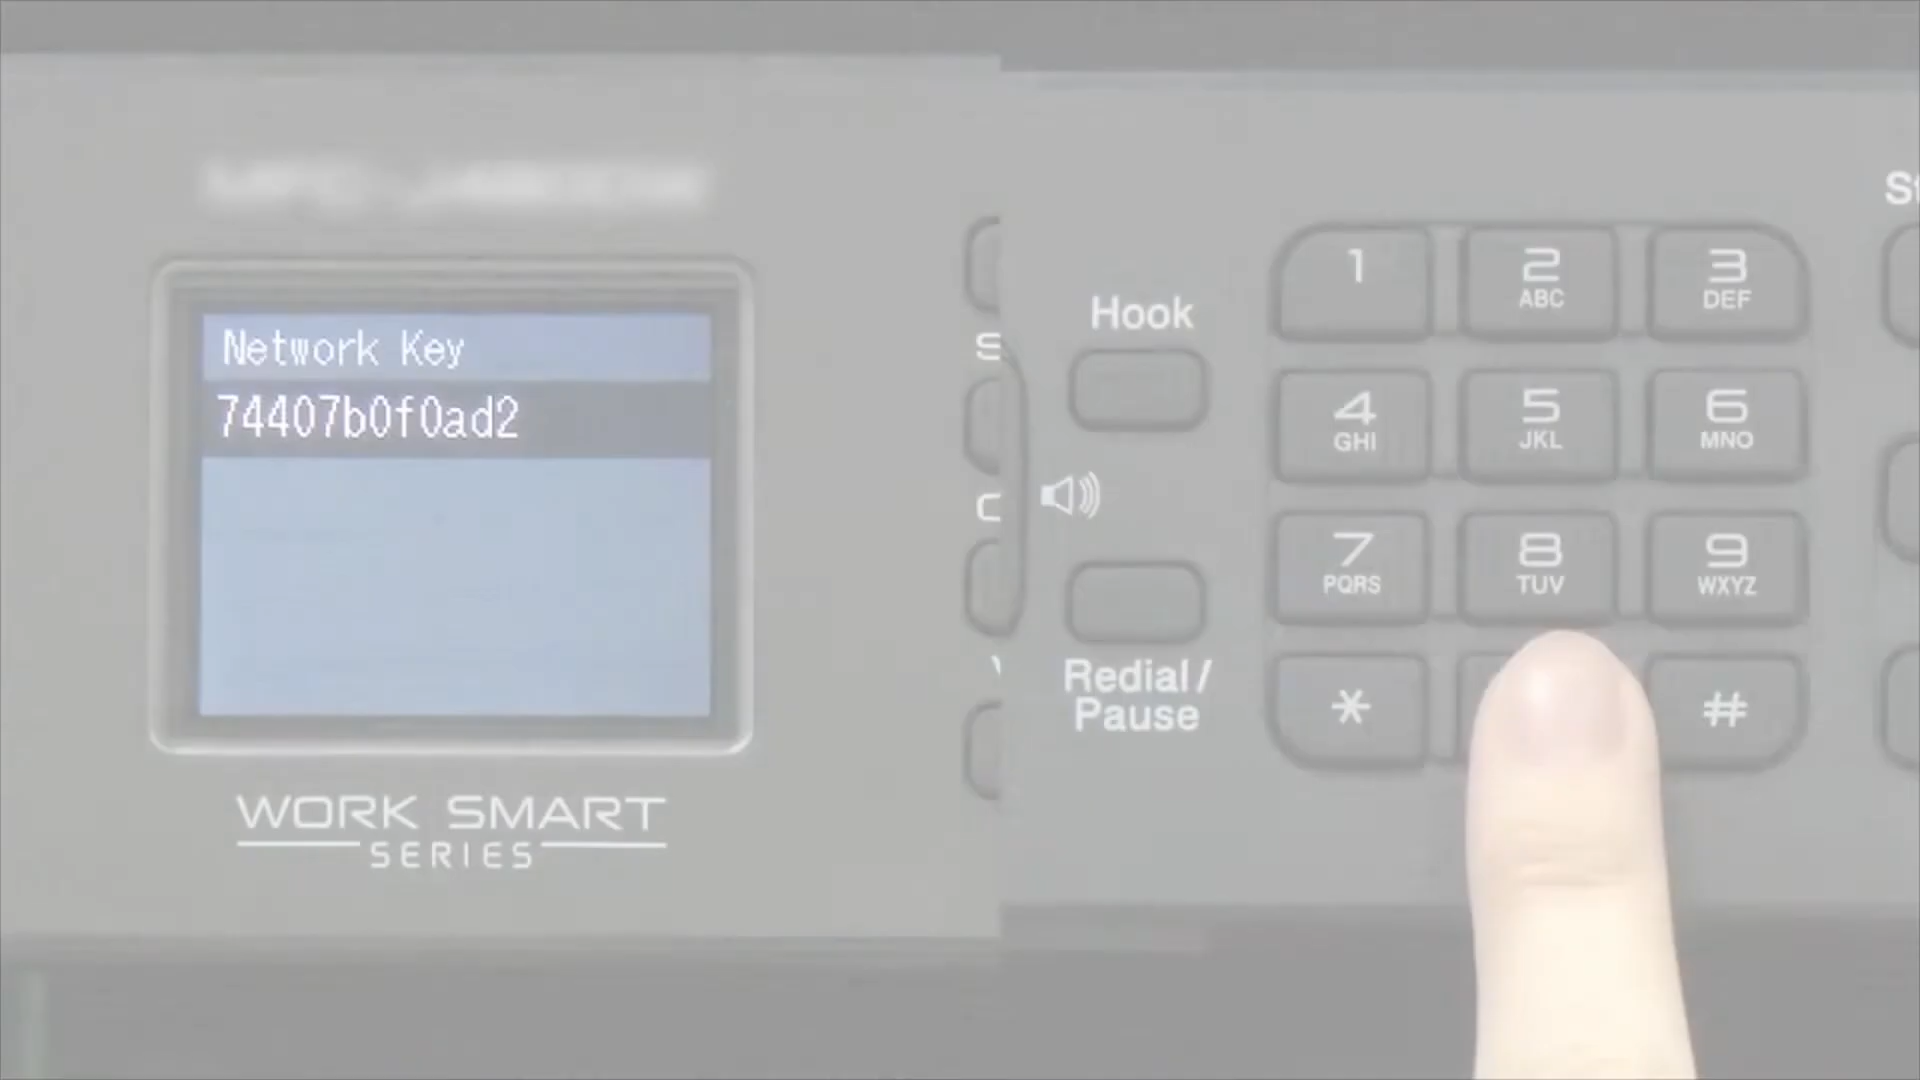 Network Key
74407b0f0ad2
WORK SMART
SERIES
Hook
Redial/
Pause
1
2
ABC
3
DEF
4
GHI
5
JKL
6
MNO
7
PQRS
8
TUV
9
WXYZ
*
#